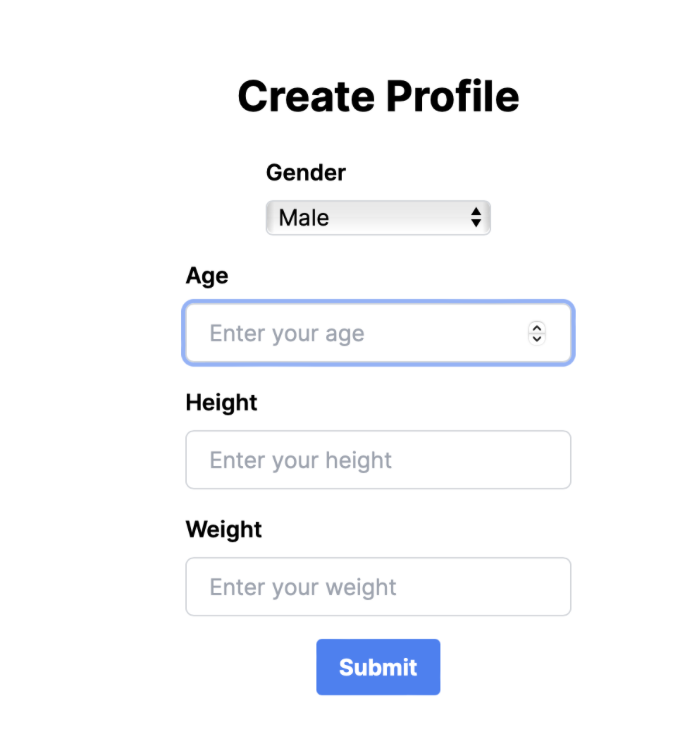 Create Profile
Gender
Male
Age
Enter your age
Height
Enter your height
Weight
Enter your weight
Submit